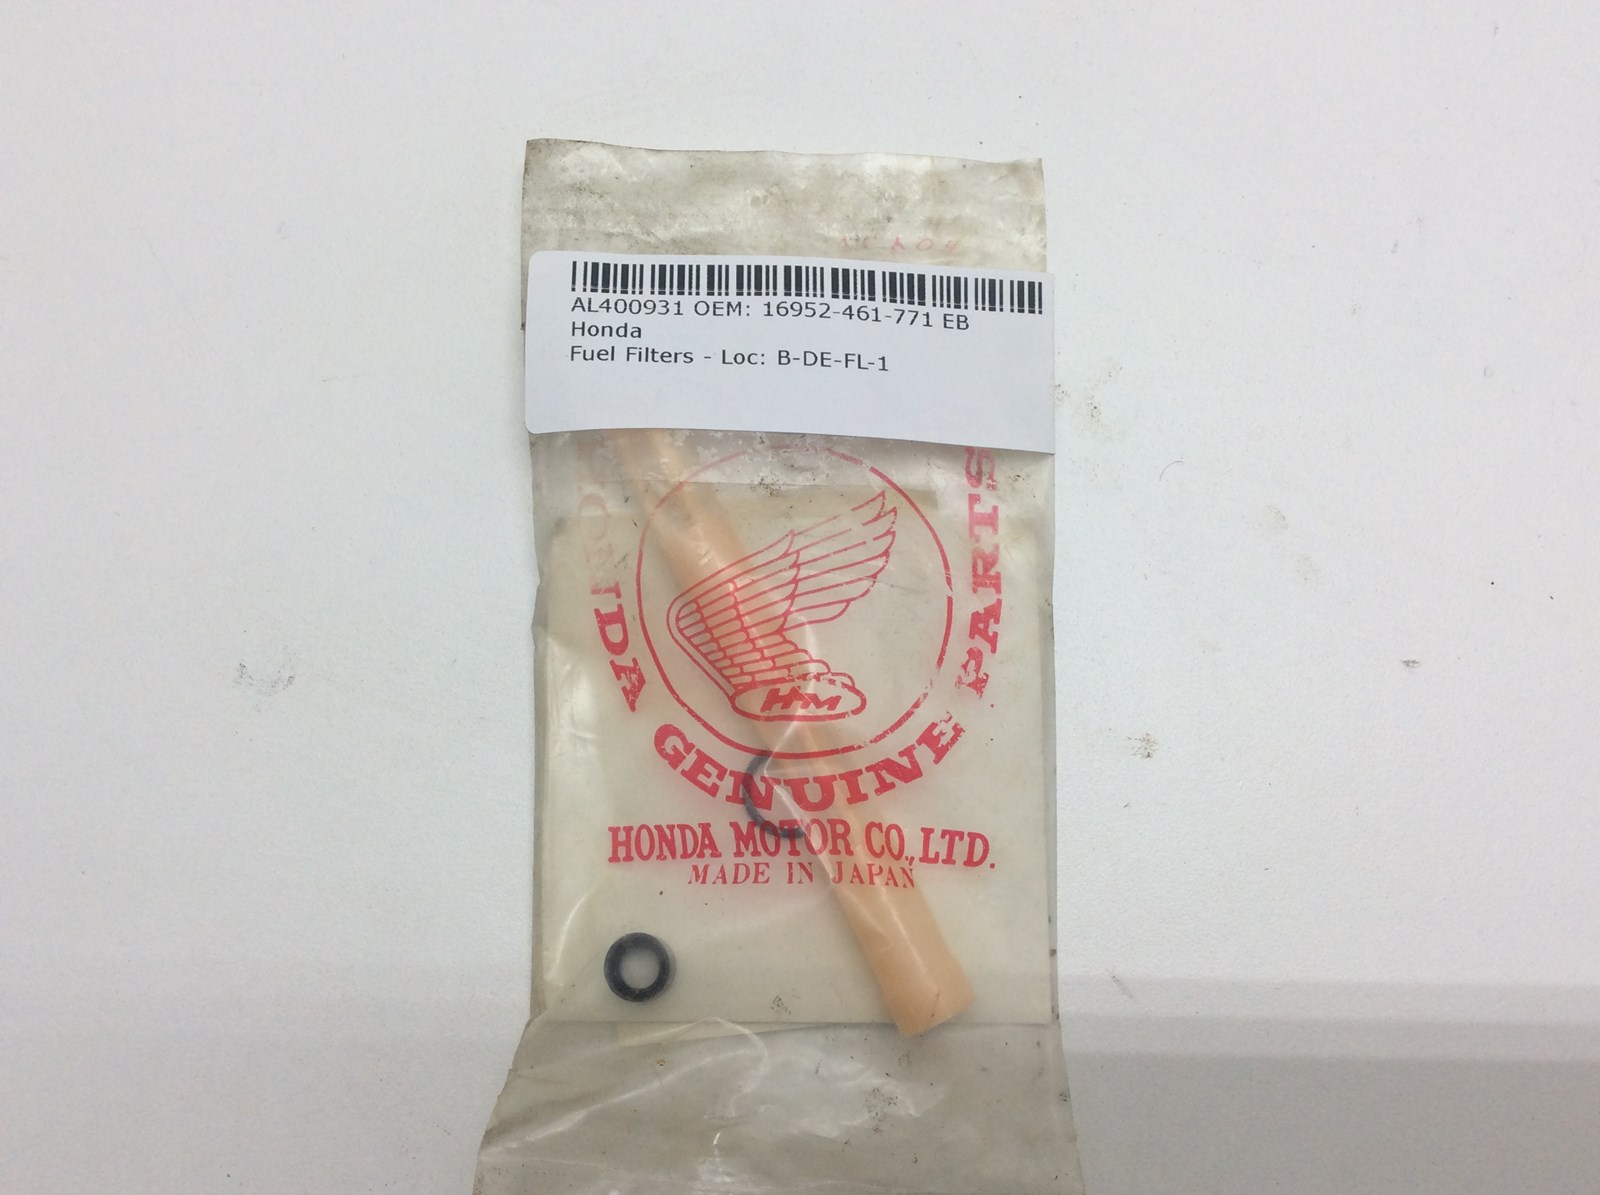 AL400931 OEM: 16952-461-771 EB
Honda
Fuel Filters - Loc: B-DE-FL-1
HONDA GENUINE PARTS
HM
HONDA MOTOR CO., LTD.
MADE IN JAPAN